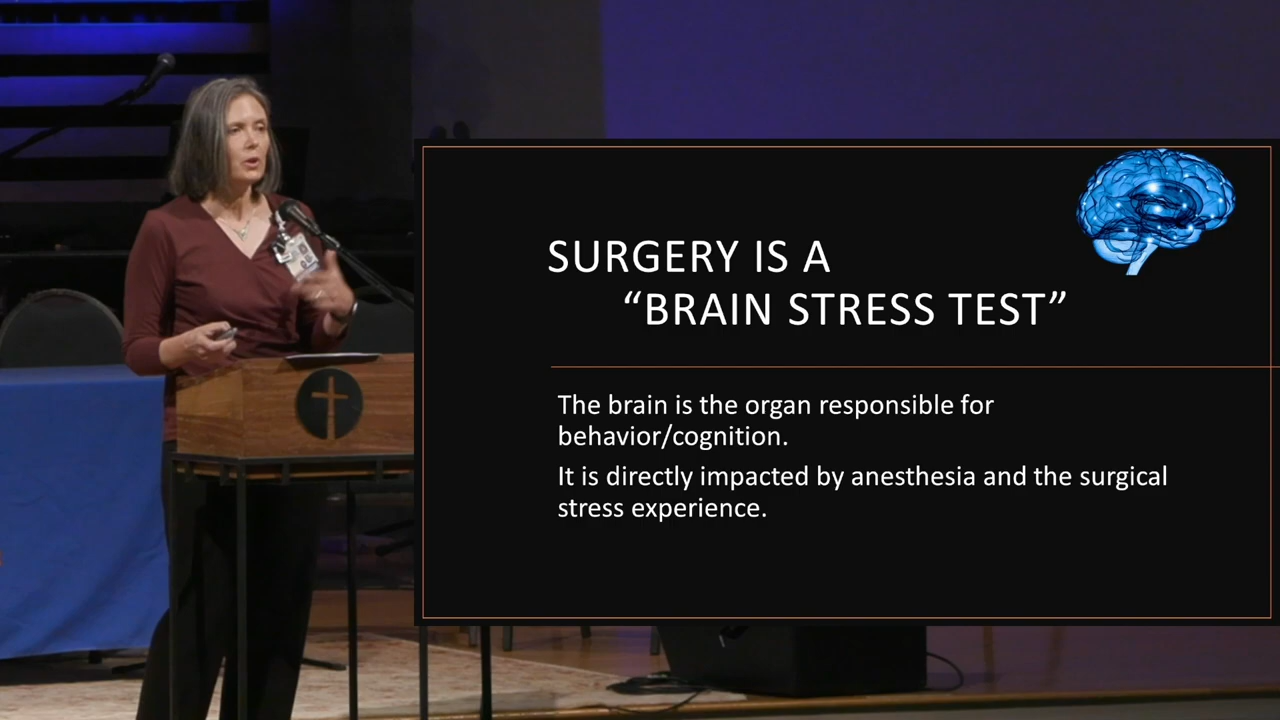 SURGERY IS A
“BRAIN STRESS TEST”
The brain is the organ responsible for
behavior/cognition.
It is directly impacted by anesthesia and the surgical
stress experience.